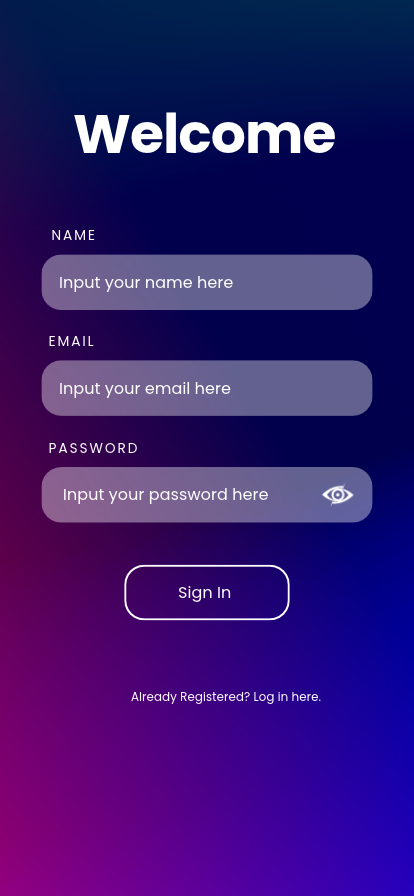 Welcome
NAME
Input your name here
EMAIL
Input your email here
PASSWORD
Input your password here
Sign In
Already Registered? Log in here.